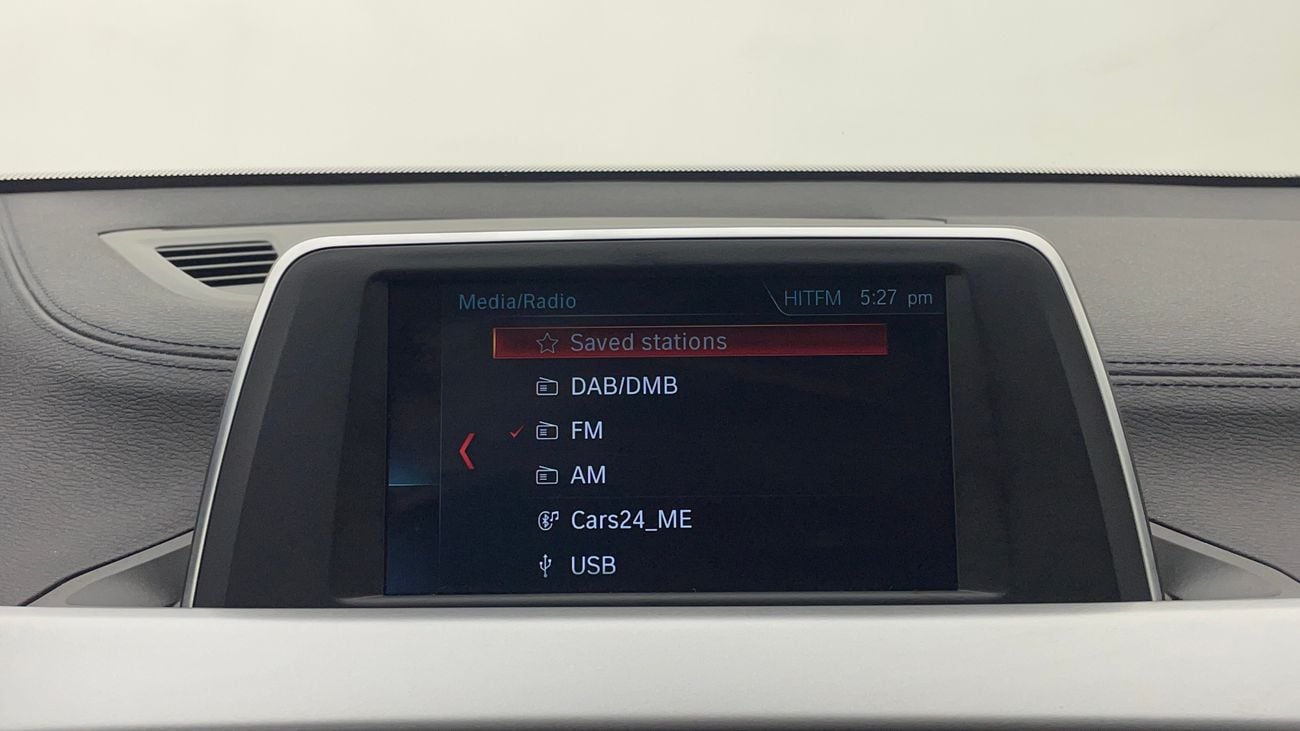 Media/Radio HITFM 5:27 pm
Saved stations
DAB/DMB
FM
AM
Cars24_ME
USB